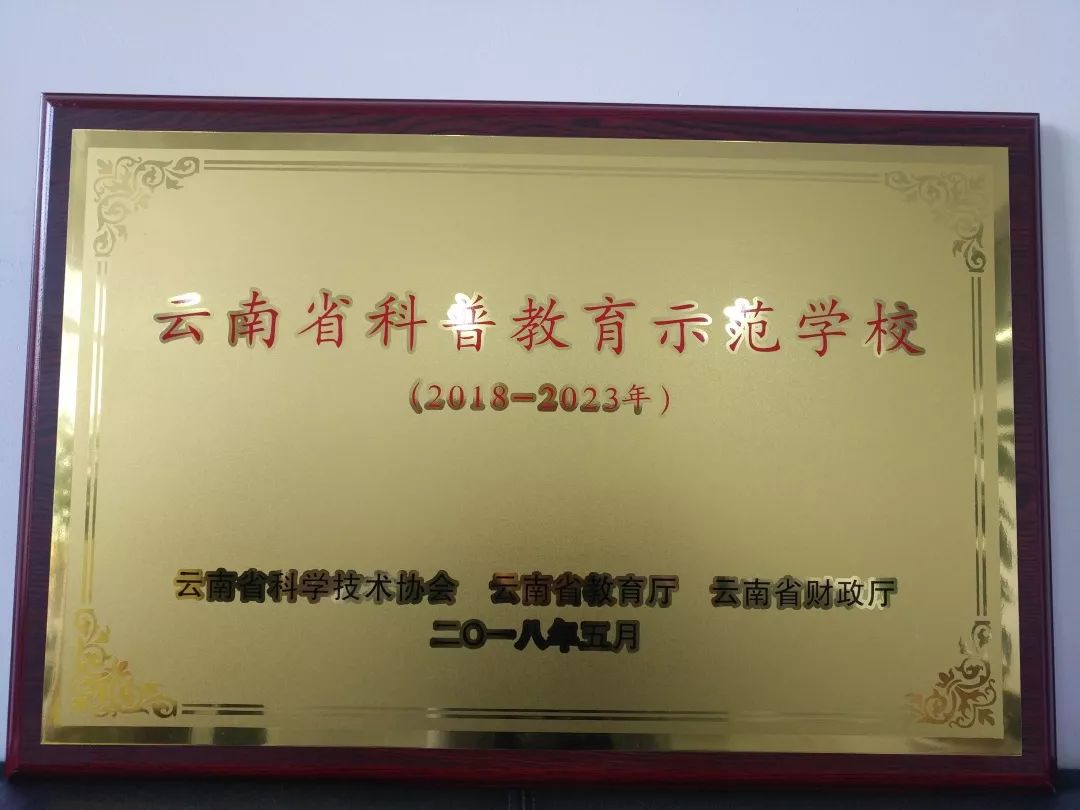 云南省科普教育示范学校
（2018-2023年）
云南省科学技术协会 云南省教育厅 云南省财政厅
二〇一八年五月